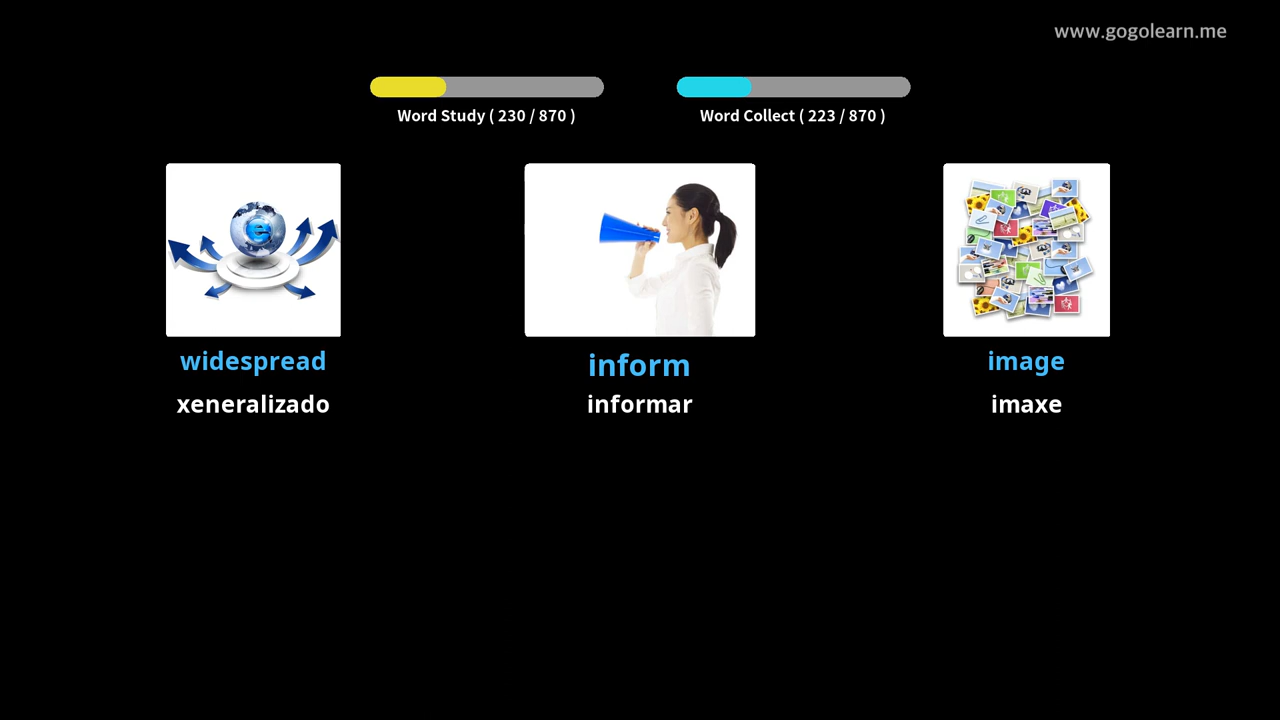 www.gogolearn.me
Word Study ( 230 / 870 )
Word Collect ( 223 / 870 )
e
widespread
inform
image
xeneralizado
informar
imaxe